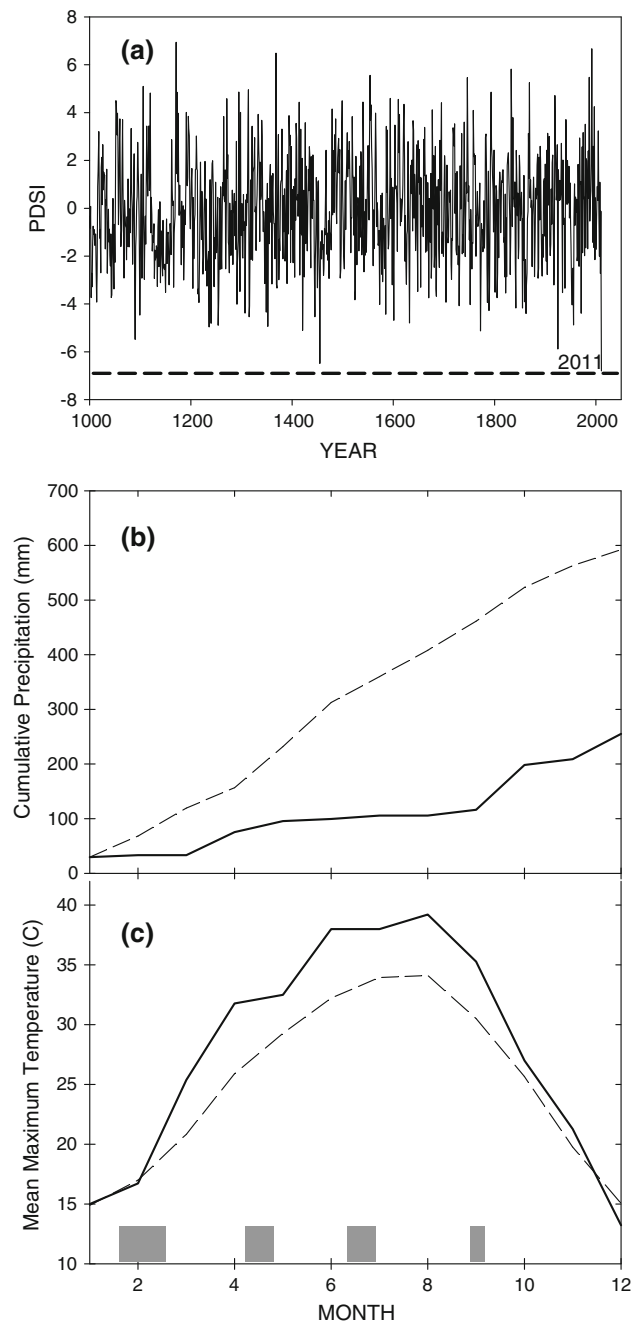 (a)
8
6
4
2
0
-2
-4
-6
-8
PDSI
2011
1000 1200 1400 1600 1800 2000
YEAR
(b)
700
600
500
400
300
200
100
0
Cumulative Precipitation (mm)
(c)
40
35
30
25
20
15
10
Mean Maximum Temperature (C)
2 4 6 8 10 12
MONTH